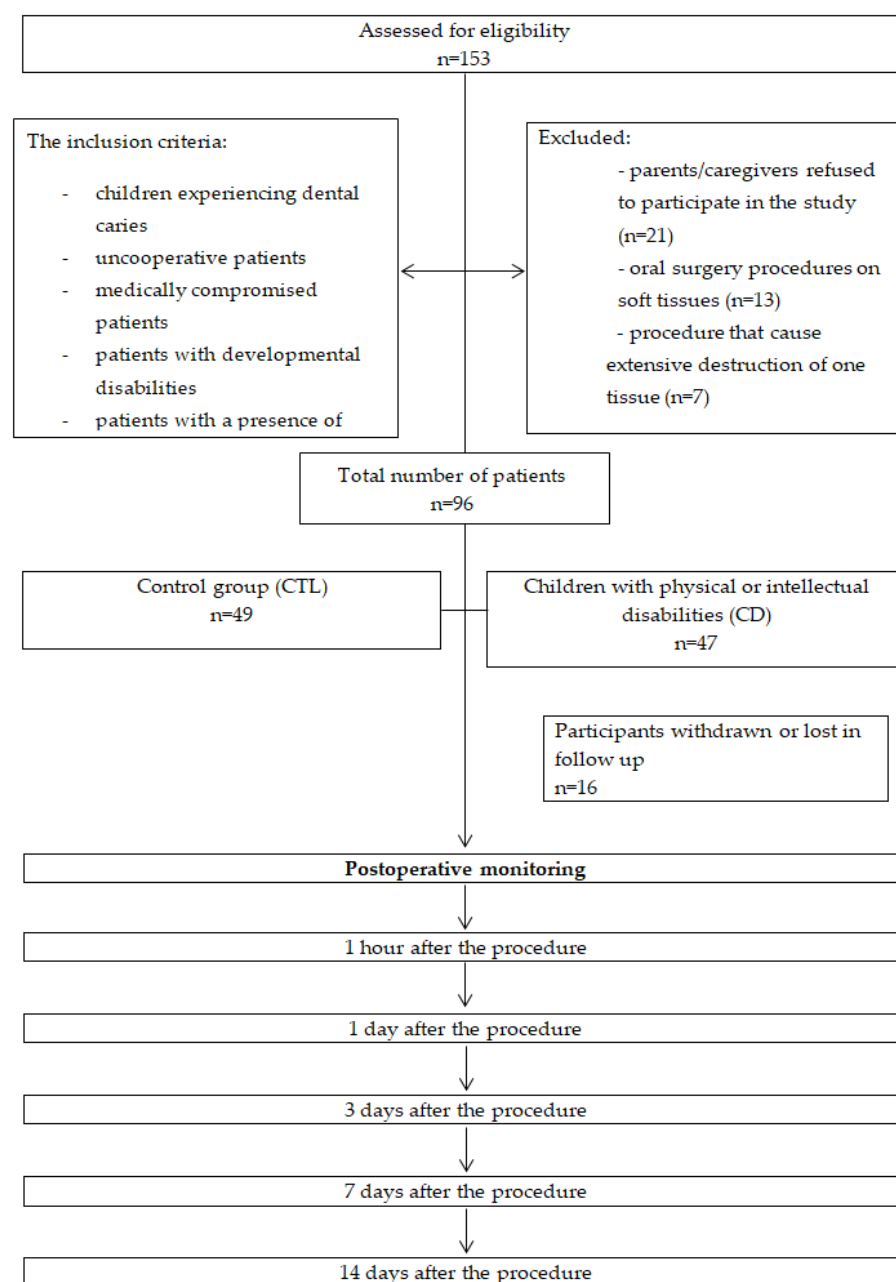 Assessed for eligibility
n=153
The inclusion criteria:
- children experiencing dental
caries
- uncooperative patients
- medically compromised
patients
- patients with developmental
disabilities
- patients with a presence of
Excluded:
- parents/caregivers refused
to participate in the study
(n=21)
- oral surgery procedures on
soft tissues (n=13)
- procedure that cause
extensive destruction of one
tissue (n=7)
Total number of patients
n=96
Control group (CTL)
n=49
Children with physical or intellectual
disabilities (CD)
n=47
Participants withdrawn or lost in
follow up
n=16
Postoperative monitoring
1 hour after the procedure
1 day after the procedure
3 days after the procedure
7 days after the procedure
14 days after the procedure